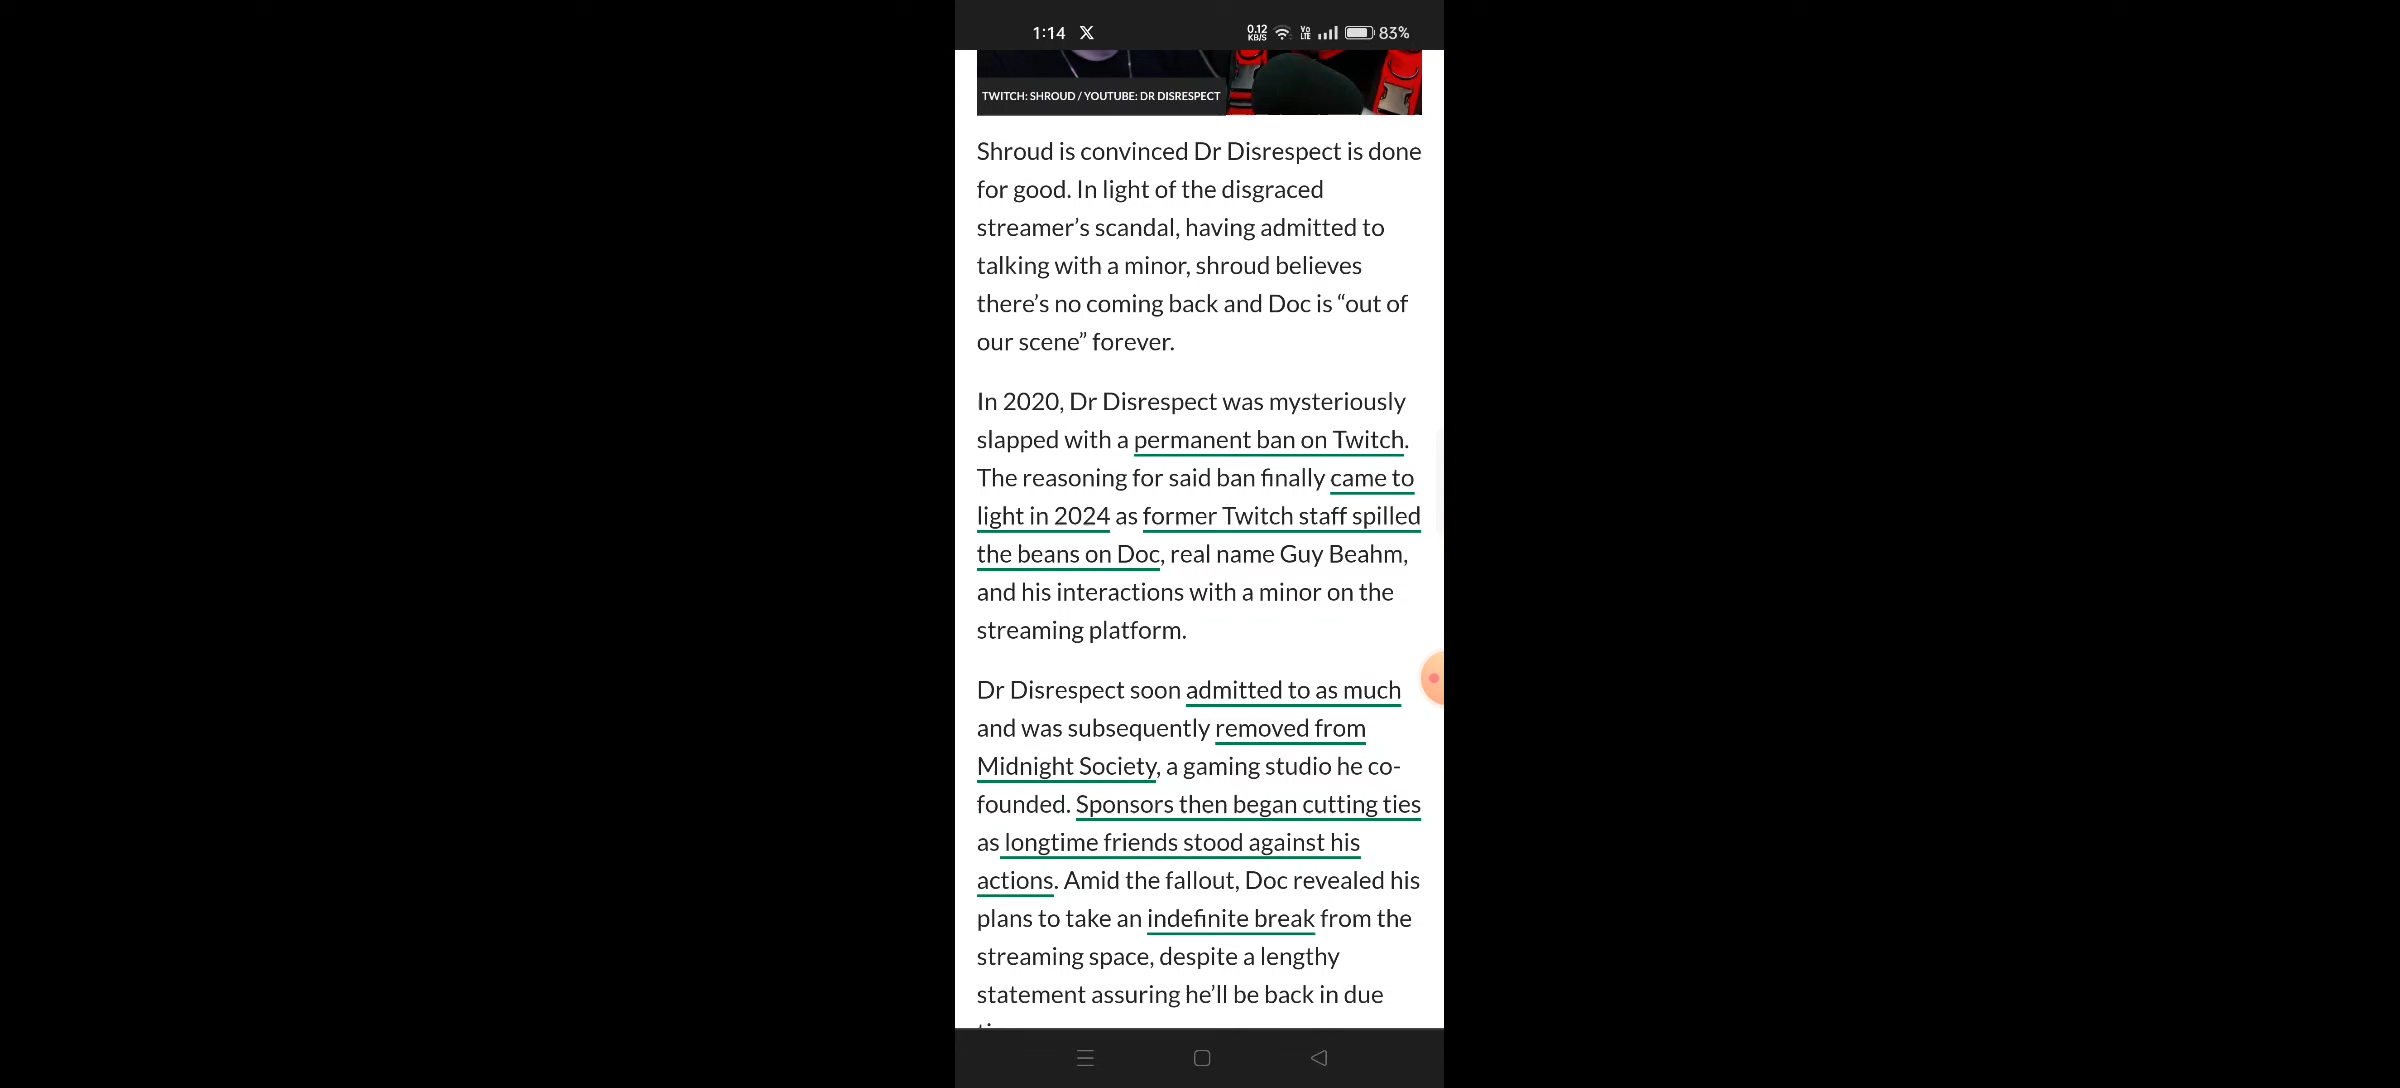 1:14 X 0.12 KB/S Vo LTE 83%
TWITCH: SHROUD / YOUTUBE: DR DISRESPECT
Shroud is convinced Dr Disrespect is done
for good. In light of the disgraced
streamer’s scandal, having admitted to
talking with a minor, shroud believes
there’s no coming back and Doc is “out of
our scene” forever.
In 2020, Dr Disrespect was mysteriously
slapped with a permanent ban on Twitch.
The reasoning for said ban finally came to
light in 2024 as former Twitch staff spilled
the beans on Doc, real name Guy Beahm,
and his interactions with a minor on the
streaming platform.
Dr Disrespect soon admitted to as much
and was subsequently removed from
Midnight Society, a gaming studio he co-
founded. Sponsors then began cutting ties
as longtime friends stood against his
actions. Amid the fallout, Doc revealed his
plans to take an indefinite break from the
streaming space, despite a lengthy
statement assuring he’ll be back in due